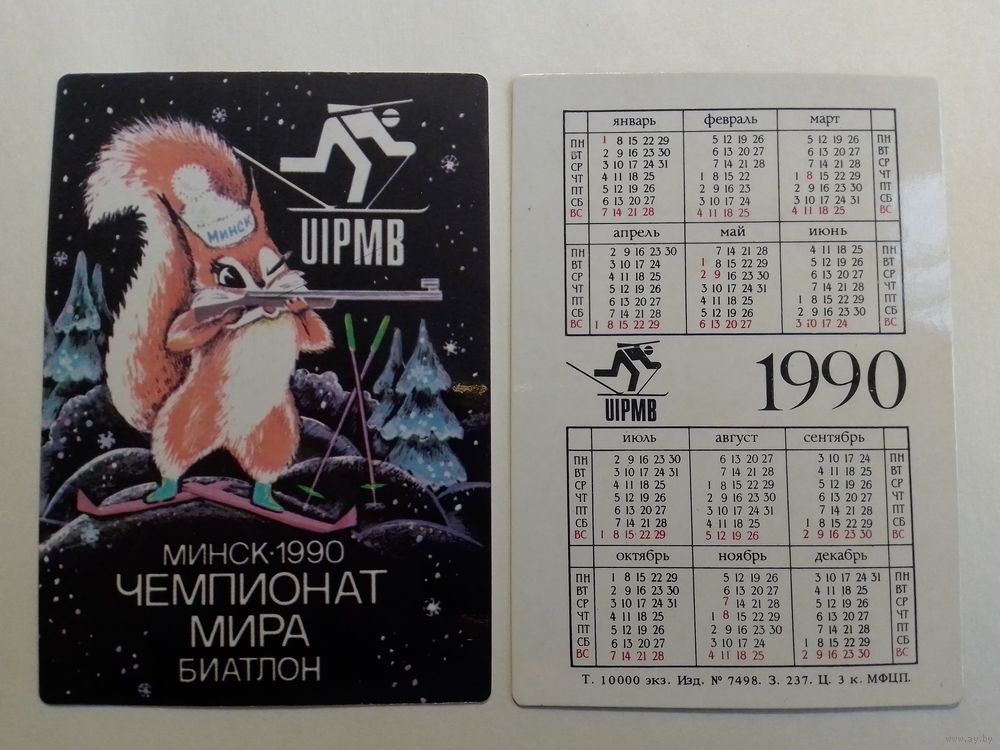 UIPMB
МИНСК
МИНСК·1990
ЧЕМПИОНАТ
МИРА
БИАТЛОН
январь февраль март
ПН 1 8 15 22 29 5 12 19 26 5 12 19 26 ПН
ВТ 2 9 16 23 30 6 13 20 27 6 13 20 27 ВТ
СР 3 10 17 24 31 7 14 21 28 7 14 21 28 СР
ЧТ 4 11 18 25 1 8 15 22 1 8 15 22 29 ЧТ
ПТ 5 12 19 26 2 9 16 23 2 9 16 23 30 ПТ
СБ 6 13 20 27 3 10 17 24 3 10 17 24 31 СБ
ВС 7 14 21 28 4 11 18 25 4 11 18 25 ВС
апрель май июнь
ПН 2 9 16 23 30 7 14 21 28 4 11 18 25 ПН
ВТ 3 10 17 24 1 8 15 22 29 5 12 19 26 ВТ
СР 4 11 18 25 2 9 16 23 30 6 13 20 27 СР
ЧТ 5 12 19 26 3 10 17 24 31 7 14 21 28 ЧТ
ПТ 6 13 20 27 4 11 18 25 1 8 15 22 29 ПТ
СБ 7 14 21 28 5 12 19 26 2 9 16 23 30 СБ
ВС 1 8 15 22 29 6 13 20 27 3 10 17 24 ВС
UIPMB
1990
июль август сентябрь
ПН 2 9 16 23 30 6 13 20 27 3 10 17 24 ПН
ВТ 3 10 17 24 31 7 14 21 28 4 11 18 25 ВТ
СР 4 11 18 25 1 8 15 22 29 5 12 19 26 СР
ЧТ 5 12 19 26 2 9 16 23 30 6 13 20 27 ЧТ
ПТ 6 13 20 27 3 10 17 24 31 7 14 21 28 ПТ
СБ 7 14 21 28 4 11 18 25 1 8 15 22 29 СБ
ВС 1 8 15 22 29 5 12 19 26 2 9 16 23 30 ВС
октябрь ноябрь декабрь
ПН 1 8 15 22 29 5 12 19 26 3 10 17 24 31 ПН
ВТ 2 9 16 23 30 6 13 20 27 4 11 18 25 ВТ
СР 3 10 17 24 31 7 14 21 28 5 12 19 26 СР
ЧТ 4 11 18 25 1 8 15 22 29 6 13 20 27 ЧТ
ПТ 5 12 19 26 2 9 16 23 30 7 14 21 28 ПТ
СБ 6 13 20 27 3 10 17 24 1 8 15 22 29 СБ
ВС 7 14 21 28 4 11 18 25 2 9 16 23 30 ВС
Т. 10000 экз. Изд. № 7498. З. 237. Ц. 3 к. МФЦП.
www.ay.by